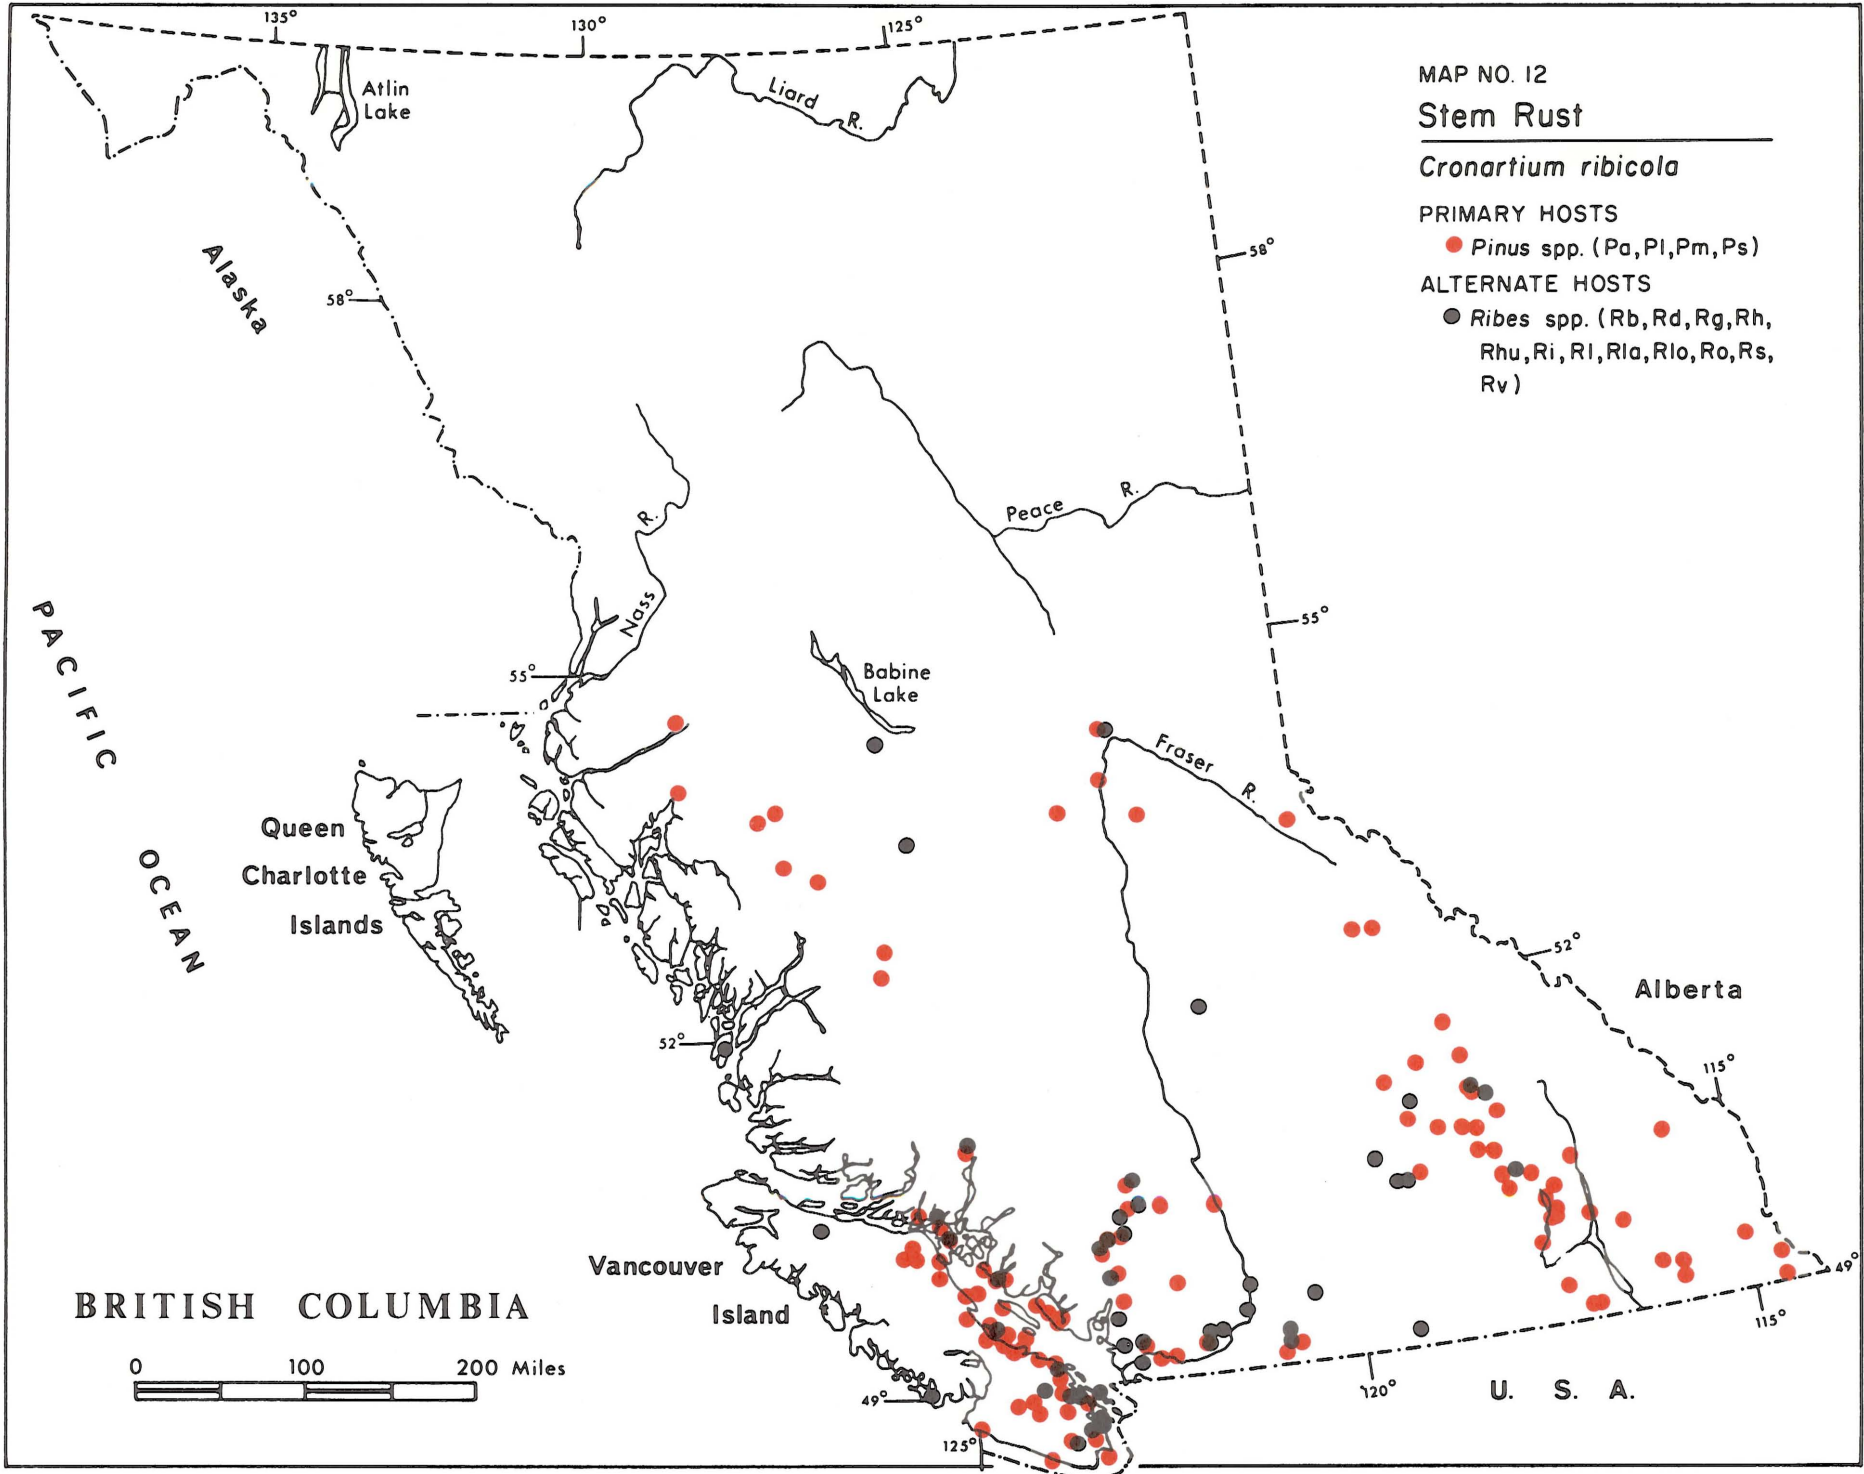 135°
130°
125°
Atlin
Lake
Liard
R.
MAP NO. 12
Stem Rust
Cronartium ribicola
PRIMARY HOSTS
Pinus spp. (Pa,Pl,Pm,Ps)
ALTERNATE HOSTS
Ribes spp. (Rb,Rd,Rg,Rh,
Rhu,Ri,Rl,Rla,Rlo,Ro,Rs,
Rv)
Alaska
58°
58°
Peace
R.
R.
Nass
55°
55°
PACIFIC
OCEAN
Babine
Lake
Fraser
R.
Queen
Charlotte
Islands
52°
52°
Alberta
115°
Vancouver
Island
BRITISH COLUMBIA
0 100 200 Miles
49°
49°
115°
120°
U. S. A.
125°